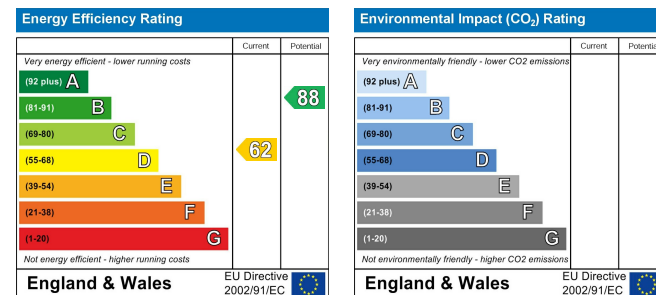 Energy Efficiency Rating
Current Potential
Very energy efficient - lower running costs
(92 plus) A
(81-91) B
88
(69-80) C
(55-68) D
62
(39-54) E
(21-38) F
(1-20) G
Not energy efficient - higher running costs
England & Wales
EU Directive
2002/91/EC
Environmental Impact (CO2) Rating
Current Potential
Very environmentally friendly - lower CO2 emissions
(92 plus) A
(81-91) B
(69-80) C
(55-68) D
(39-54) E
(21-38) F
(1-20) G
Not environmentally friendly - higher CO2 emissions
England & Wales
EU Directive
2002/91/EC